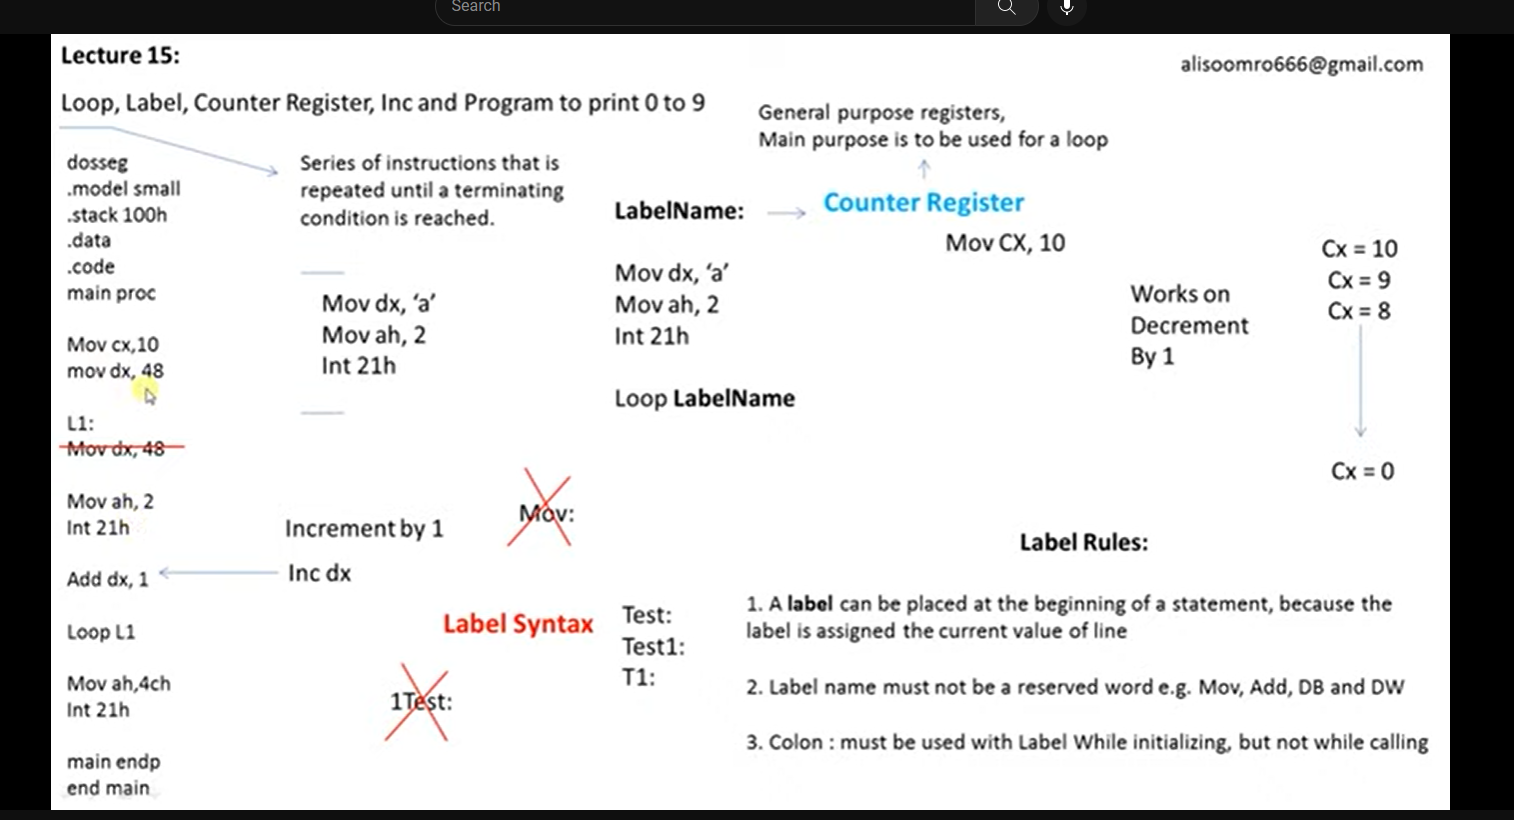 Search
Lecture 15:
alisoomro666@gmail.com
Loop, Label, Counter Register, Inc and Program to print 0 to 9
General purpose registers,
Main purpose is to be used for a loop
dosseg
.model small
.stack 100h
.data
.code
main proc
Mov cx,10
mov dx, 48
L1:
Mov dx, 48
Mov ah, 2
Int 21h
Add dx, 1
Loop L1
Mov ah,4ch
Int 21h
main endp
end main
Series of instructions that is
repeated until a terminating
condition is reached.
Mov dx, ‘a’
Mov ah, 2
Int 21h
Increment by 1
Inc dx
LabelName:
Mov dx, ‘a’
Mov ah, 2
Int 21h
Loop LabelName
Counter Register
Mov CX, 10
Works on
Decrement
By 1
Cx = 10
Cx = 9
Cx = 8
Cx = 0
Mov:
Label Syntax
Test:
Test1:
T1:
1Test:
Label Rules:
1. A label can be placed at the beginning of a statement, because the
label is assigned the current value of line
2. Label name must not be a reserved word e.g. Mov, Add, DB and DW
3. Colon : must be used with Label While initializing, but not while calling